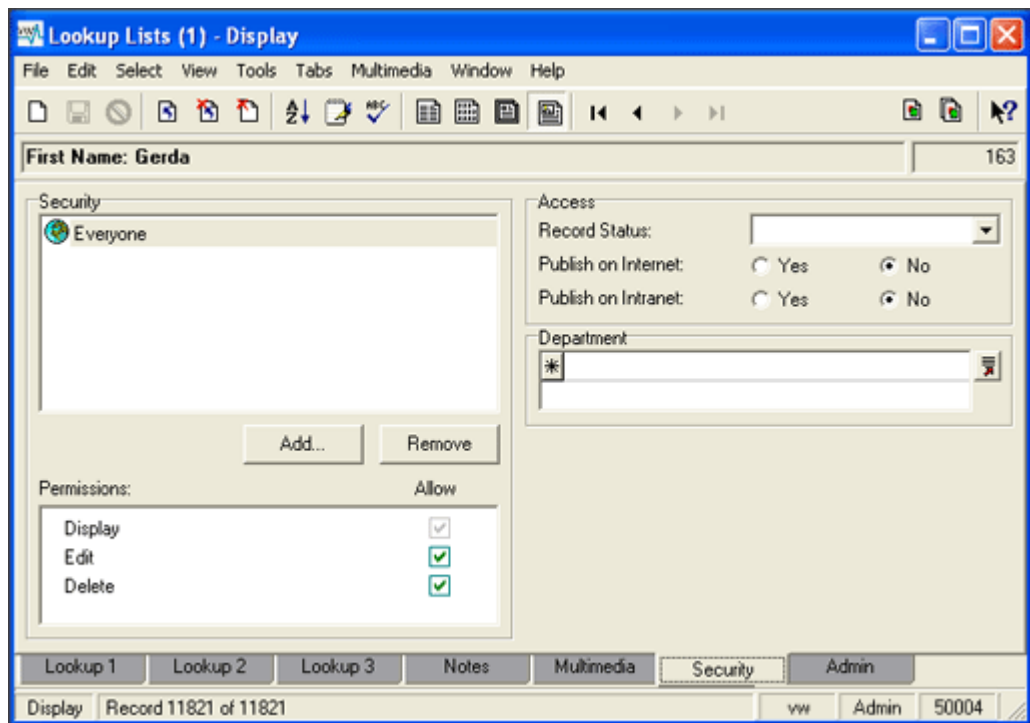 Lookup Lists (1) - Display
File Edit Select View Tools Tabs Multimedia Window Help
First Name: Gerda 163
Security
Everyone
Add... Remove
Permissions: Allow
Display
Edit
Delete
Access
Record Status:
Publish on Internet: Yes No
Publish on Intranet: Yes No
Department
Lookup 1 Lookup 2 Lookup 3 Notes Multimedia Security Admin
Display Record 11821 of 11821 vw Admin 50004